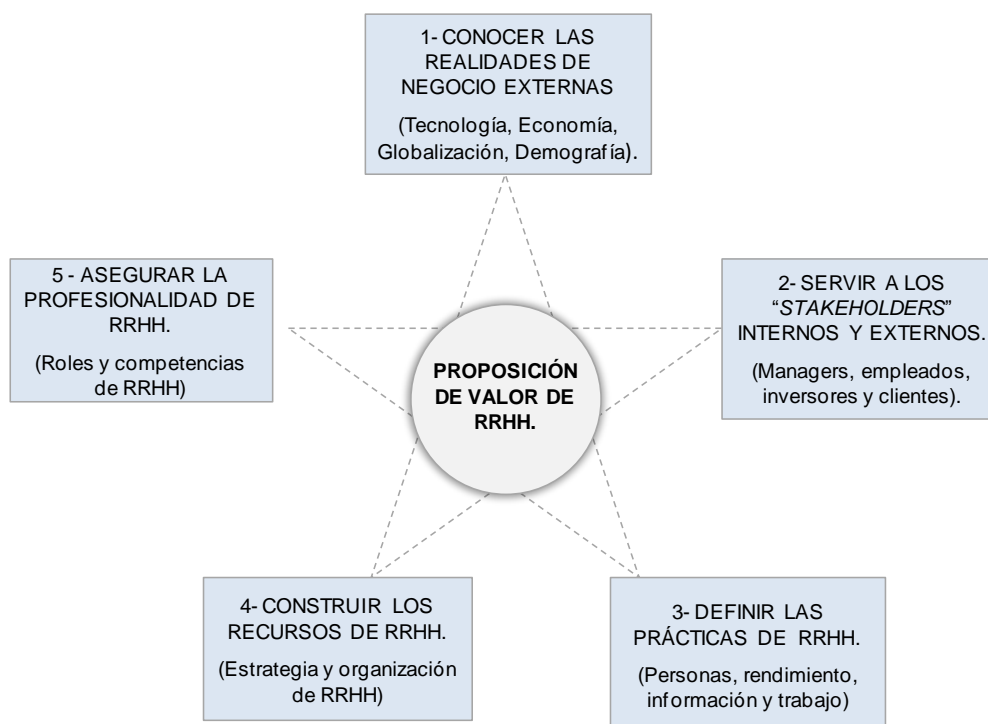 1- CONOCER LAS
REALIDADES DE
NEGOCIO EXTERNAS
(Tecnología, Economía,
Globalización, Demografía).
5 - ASEGURAR LA
PROFESIONALIDAD DE
RRHH.
(Roles y competencias
de RRHH)
2- SERVIR A LOS
“STAKEHOLDERS”
INTERNOS Y EXTERNOS.
(Managers, empleados,
inversores y clientes).
PROPOSICIÓN
DE VALOR DE
RRHH.
4- CONSTRUIR LOS
RECURSOS DE RRHH.
(Estrategia y organización
de RRHH)
3- DEFINIR LAS
PRÁCTICAS DE RRHH.
(Personas, rendimiento,
información y trabajo)